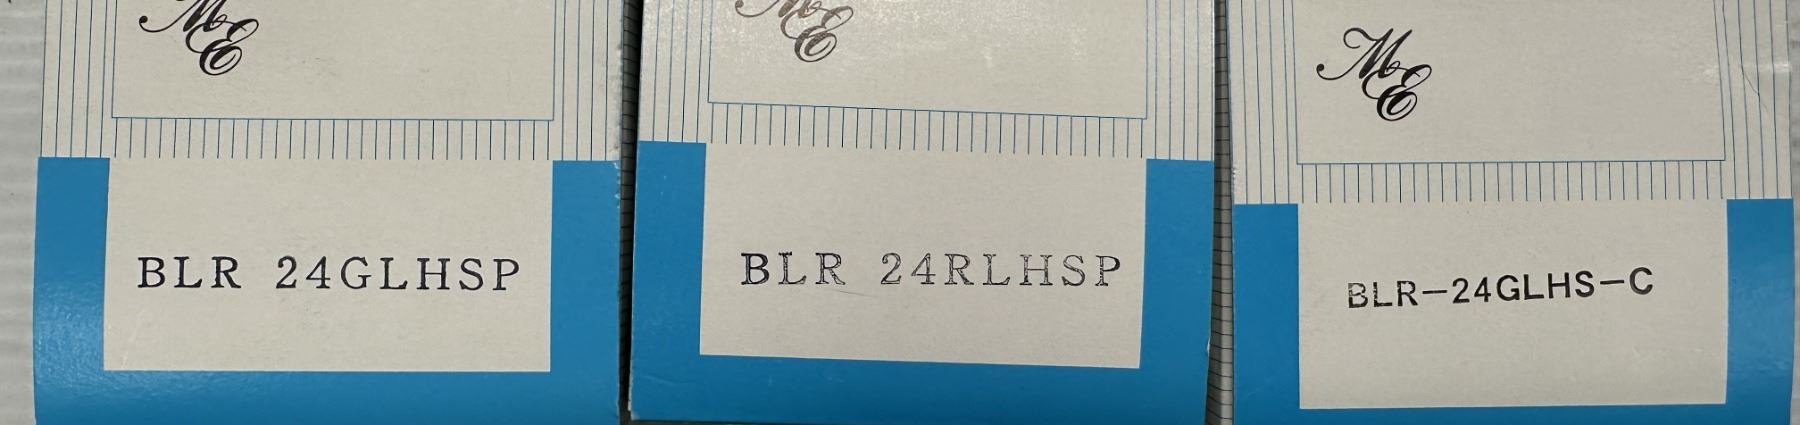 ME
ME
ME
BLR 24GLHSP
BLR 24RLHSP
BLR-24GLHS-C